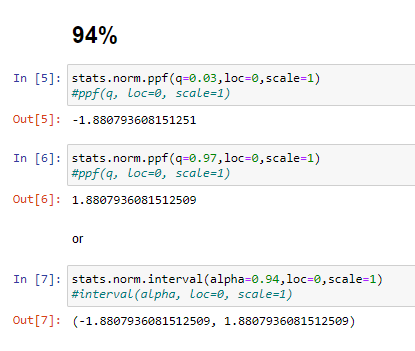 94%
In [5]: stats.norm.ppf(q=0.03,loc=0,scale=1)
#ppf(q, loc=0, scale=1)
Out[5]: -1.880793608151251
In [6]: stats.norm.ppf(q=0.97,loc=0,scale=1)
#ppf(q, loc=0, scale=1)
Out[6]: 1.8807936081512509
or
In [7]: stats.norm.interval(alpha=0.94,loc=0,scale=1)
#interval(alpha, loc=0, scale=1)
Out[7]: (-1.8807936081512509, 1.8807936081512509)